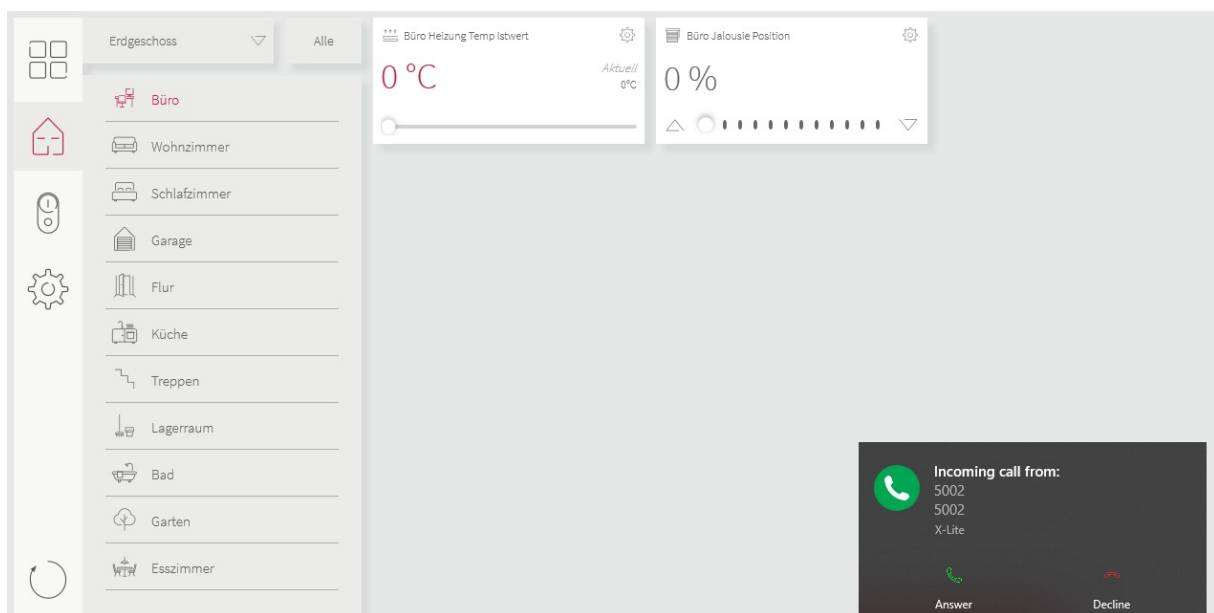 Erdgeschoss
Alle
Büro
Wohnzimmer
Schlafzimmer
Garage
Flur
Küche
Treppen
Lagerraum
Bad
Garten
Esszimmer
Büro Heizung Temp Istwert
0 °C
Aktuell
0°C
Büro Jalousie Position
0 %
Incoming call from:
5002
5002
X-Lite
Answer
Decline